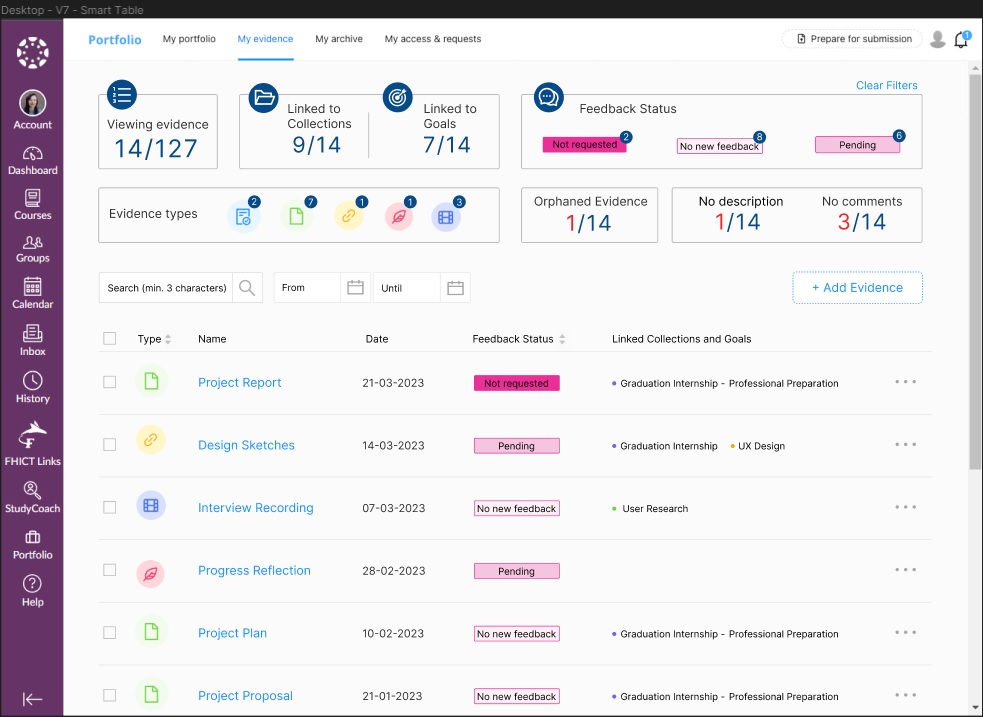 Desktop - V7 - Smart Table
Account
Dashboard
Courses
Groups
Calendar
Inbox
History
FHICT Links
StudyCoach
Portfolio
Help
Portfolio
My portfolio
My evidence
My archive
My access & requests
Prepare for submission
1
Clear Filters
Viewing evidence
14/127
Linked to
Collections
9/14
Linked to
Goals
7/14
Feedback Status
Not requested
2
No new feedback
8
Pending
6
Evidence types
2
7
1
1
3
Orphaned Evidence
1/14
No description
1/14
No comments
3/14
Search (min. 3 characters)
From
Until
+ Add Evidence
Type
Name
Date
Feedback Status
Linked Collections and Goals
Project Report
21-03-2023
Not requested
• Graduation Internship - Professional Preparation
Design Sketches
14-03-2023
Pending
• Graduation Internship
• UX Design
Interview Recording
07-03-2023
No new feedback
• User Research
Progress Reflection
28-02-2023
Pending
Project Plan
10-02-2023
No new feedback
• Graduation Internship - Professional Preparation
Project Proposal
21-01-2023
No new feedback
• Graduation Internship - Professional Preparation